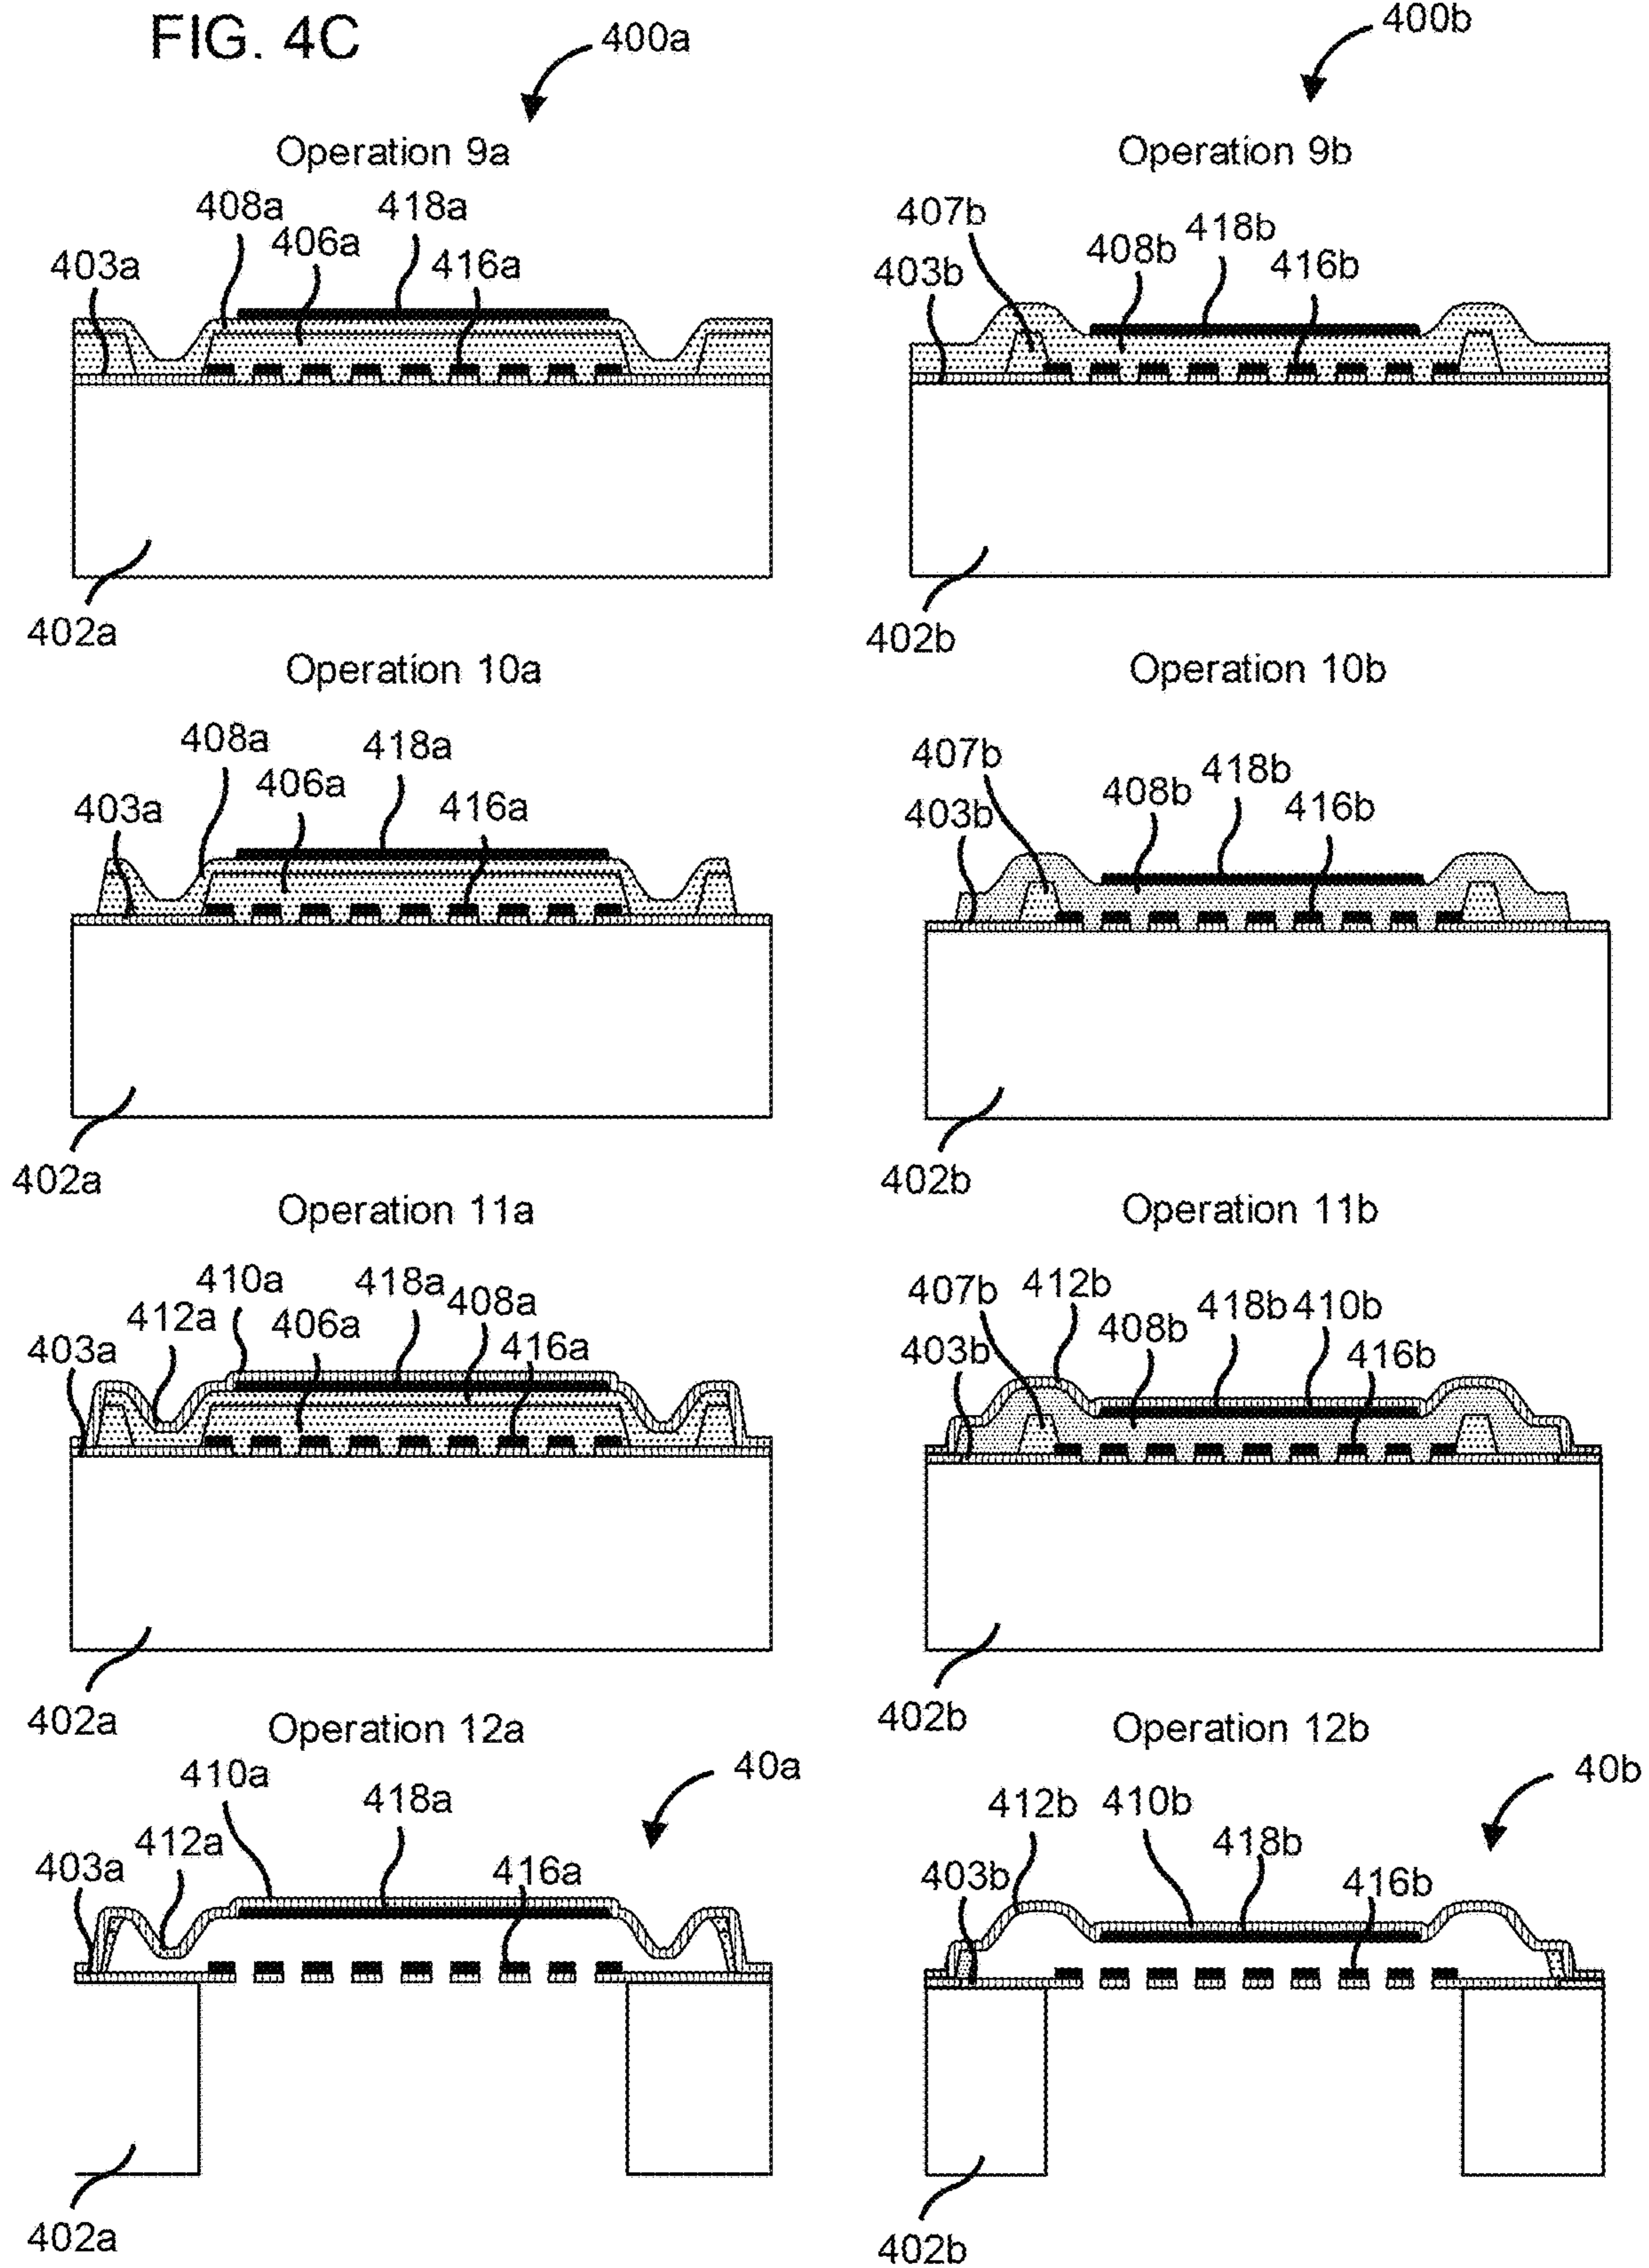 FIG. 4C
400a
400b
Operation 9a
Operation 9b
408a
418a
406a
403a
416a
407b
418b
408b
403b
416b
402a
402b
Operation 10a
Operation 10b
408a
418a
406a
403a
416a
407b
418b
408b
403b
416b
402a
402b
Operation 11a
Operation 11b
410a
418a
408a
412a
406a
403a
416a
407b
412b
418b
410b
408b
403b
416b
402a
402b
Operation 12a
Operation 12b
40a
40b
410a
418a
412a
403a
416a
412b
410b
418b
403b
416b
402a
402b